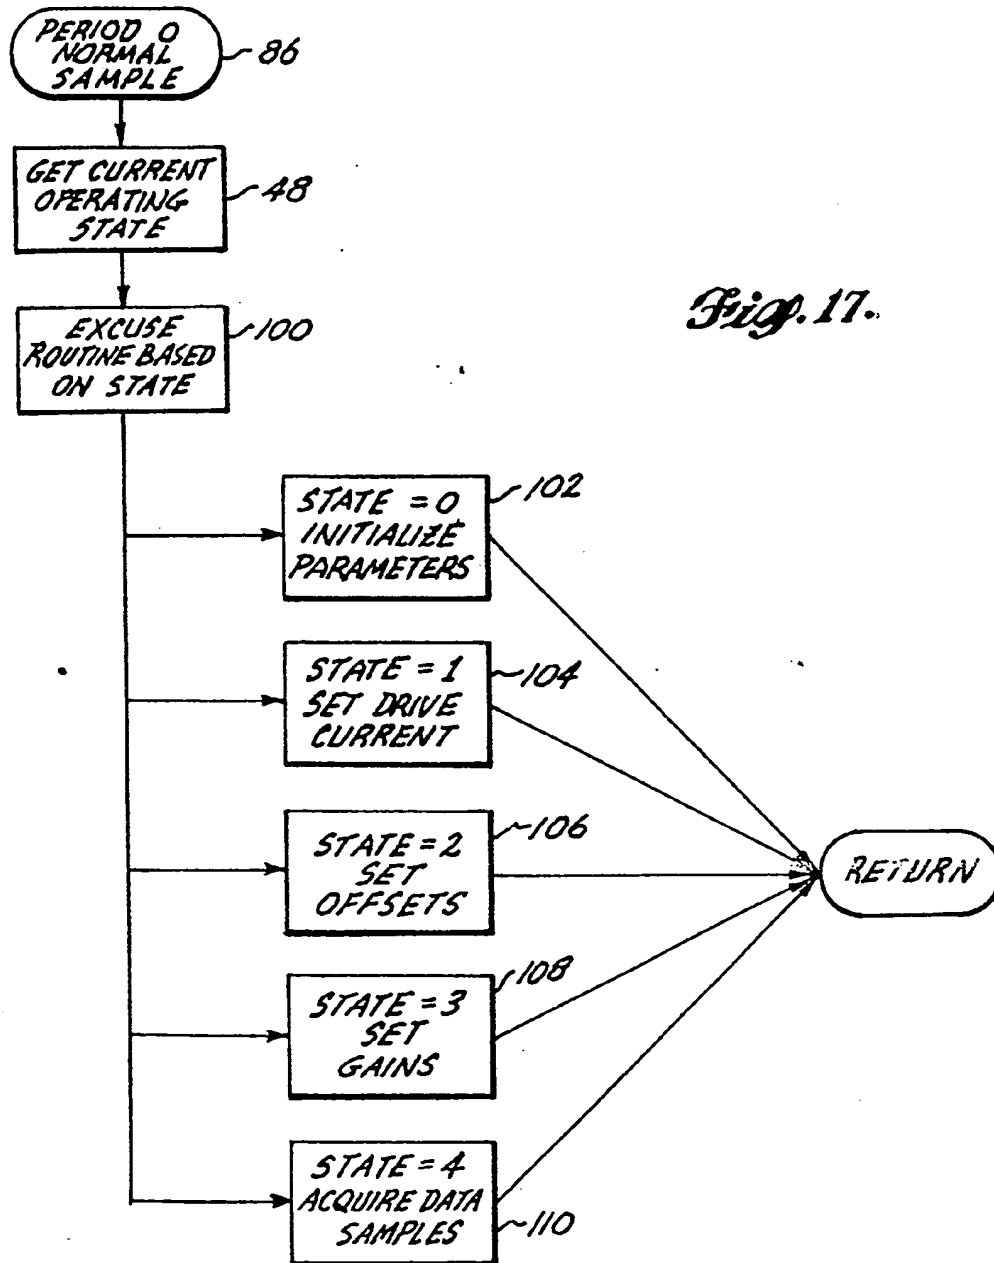 PERIOD 0
NORMAL
SAMPLE
86
GET CURRENT
OPERATING
STATE
48
EXCUSE
ROUTINE BASED
ON STATE
100
Fig. 17.
STATE = 0
INITIALIZE
PARAMETERS
102
STATE = 1
SET DRIVE
CURRENT
104
STATE = 2
SET
OFFSETS
106
STATE = 3
SET
GAINS
108
STATE = 4
ACQUIRE DATA
SAMPLES
110
RETURN